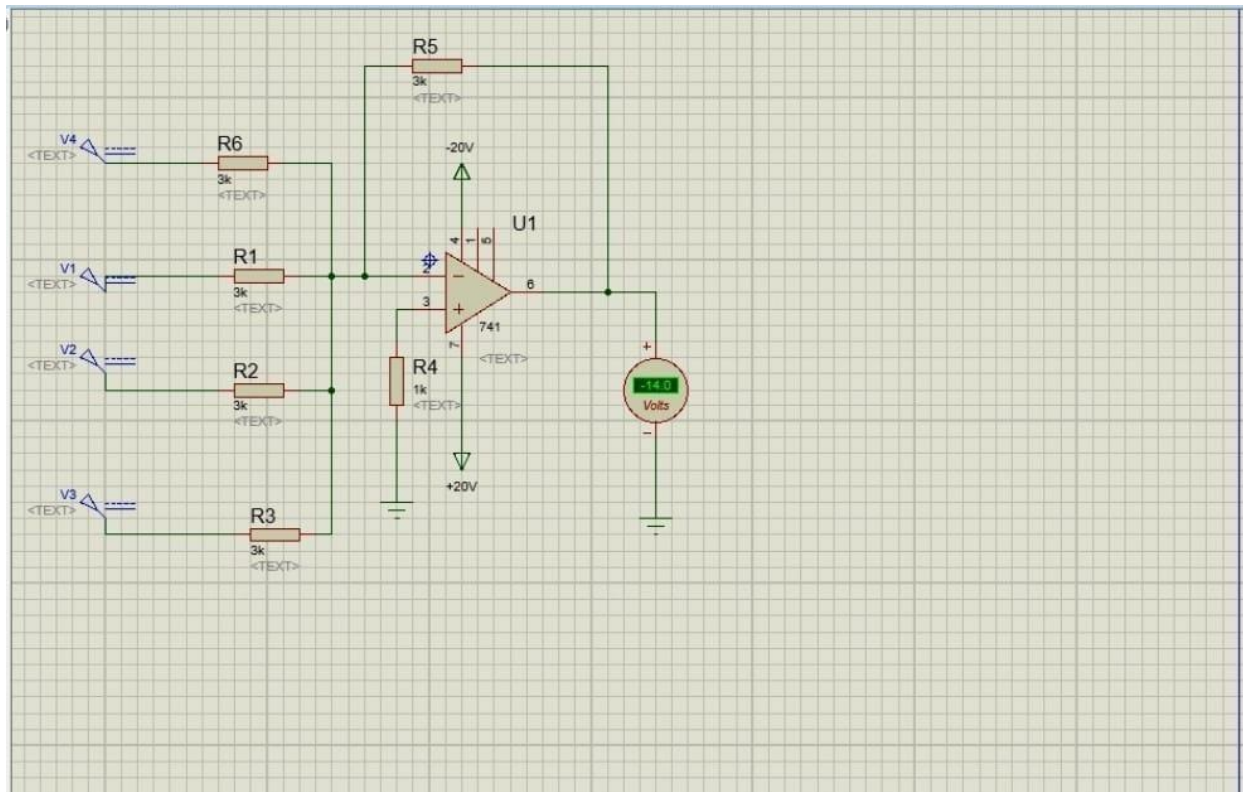 R5
3k
<TEXT>
V4
<TEXT>
R6
3k
<TEXT>
-20V
U1
4
1
5
V1
<TEXT>
R1
3k
<TEXT>
2
3
6
7
741
<TEXT>
V2
<TEXT>
R2
3k
<TEXT>
R4
1k
<TEXT>
+
-14.0
Volts
−
+20V
V3
<TEXT>
R3
3k
<TEXT>